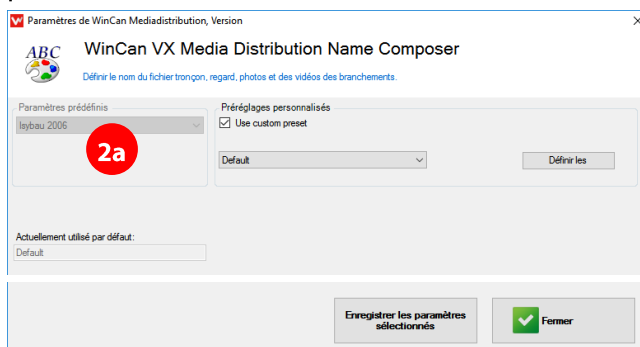 Paramètres de WinCan Mediadistribution, Version
ABC
WinCan VX Media Distribution Name Composer
Définir le nom du fichier tronçon, regard, photos et des vidéos des branchements.
Paramètres prédéfinis
Isybau 2006
2a
Préréglages personnalisés
Use custom preset
Default
Définir les
Actuellement utilisé par défaut:
Default
Enregistrer les paramètres
sélectionnés
Fermer